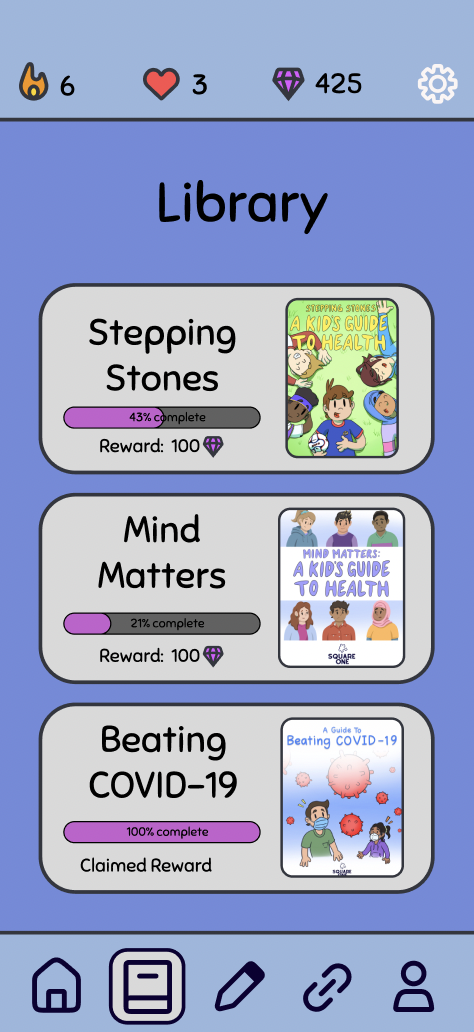 6
3
425
Library
Stepping
Stones
43% complete
Reward: 100
STEPPING STONES
A KID'S GUIDE
TO HEALTH
Mind
Matters
21% complete
Reward: 100
MIND MATTERS:
A KID'S GUIDE
TO HEALTH
SQUARE
ONE
Beating
COVID-19
100% complete
Claimed Reward
A Guide To
Beating COVID-19
SQUARE
ONE